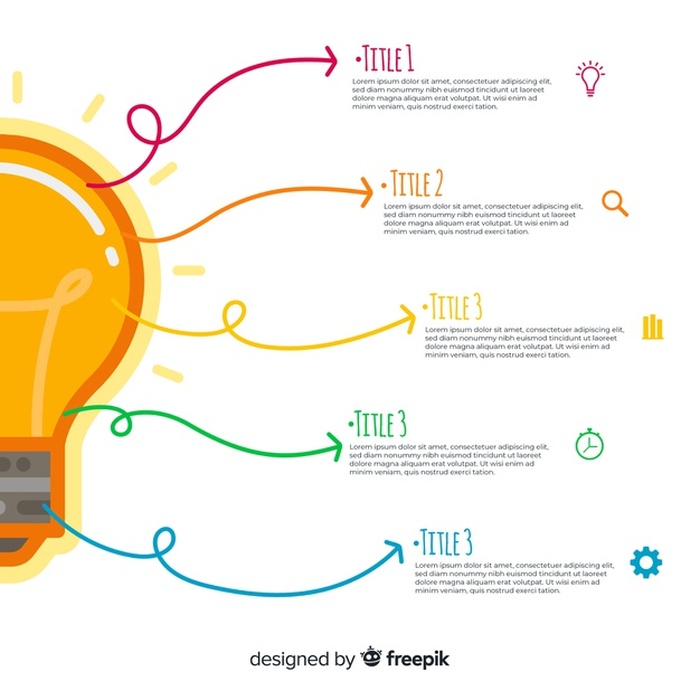 •Title 1
Lorem ipsum dolor sit amet, consectetuer adipiscing elit,
sed diam nonummy nibh euismod tincidunt ut laoreet
dolore magna aliquam erat volutpat. Ut wisi enim ad
minim veniam, quis nostrud exerci tation.
•Title 2
Lorem ipsum dolor sit amet, consectetuer adipiscing elit,
sed diam nonummy nibh euismod tincidunt ut laoreet
dolore magna aliquam erat volutpat. Ut wisi enim ad
minim veniam, quis nostrud exerci tation.
•Title 3
Lorem ipsum dolor sit amet, consectetuer adipiscing elit,
sed diam nonummy nibh euismod tincidunt ut laoreet
dolore magna aliquam erat volutpat. Ut wisi enim ad
minim veniam, quis nostrud exerci tation.
•Title 3
Lorem ipsum dolor sit amet, consectetuer adipiscing elit,
sed diam nonummy nibh euismod tincidunt ut laoreet
dolore magna aliquam erat volutpat. Ut wisi enim ad
minim veniam, quis nostrud exerci tation.
•Title 3
Lorem ipsum dolor sit amet, consectetuer adipiscing elit,
sed diam nonummy nibh euismod tincidunt ut laoreet
dolore magna aliquam erat volutpat. Ut wisi enim ad
minim veniam, quis nostrud exerci tation.
designed by freepik